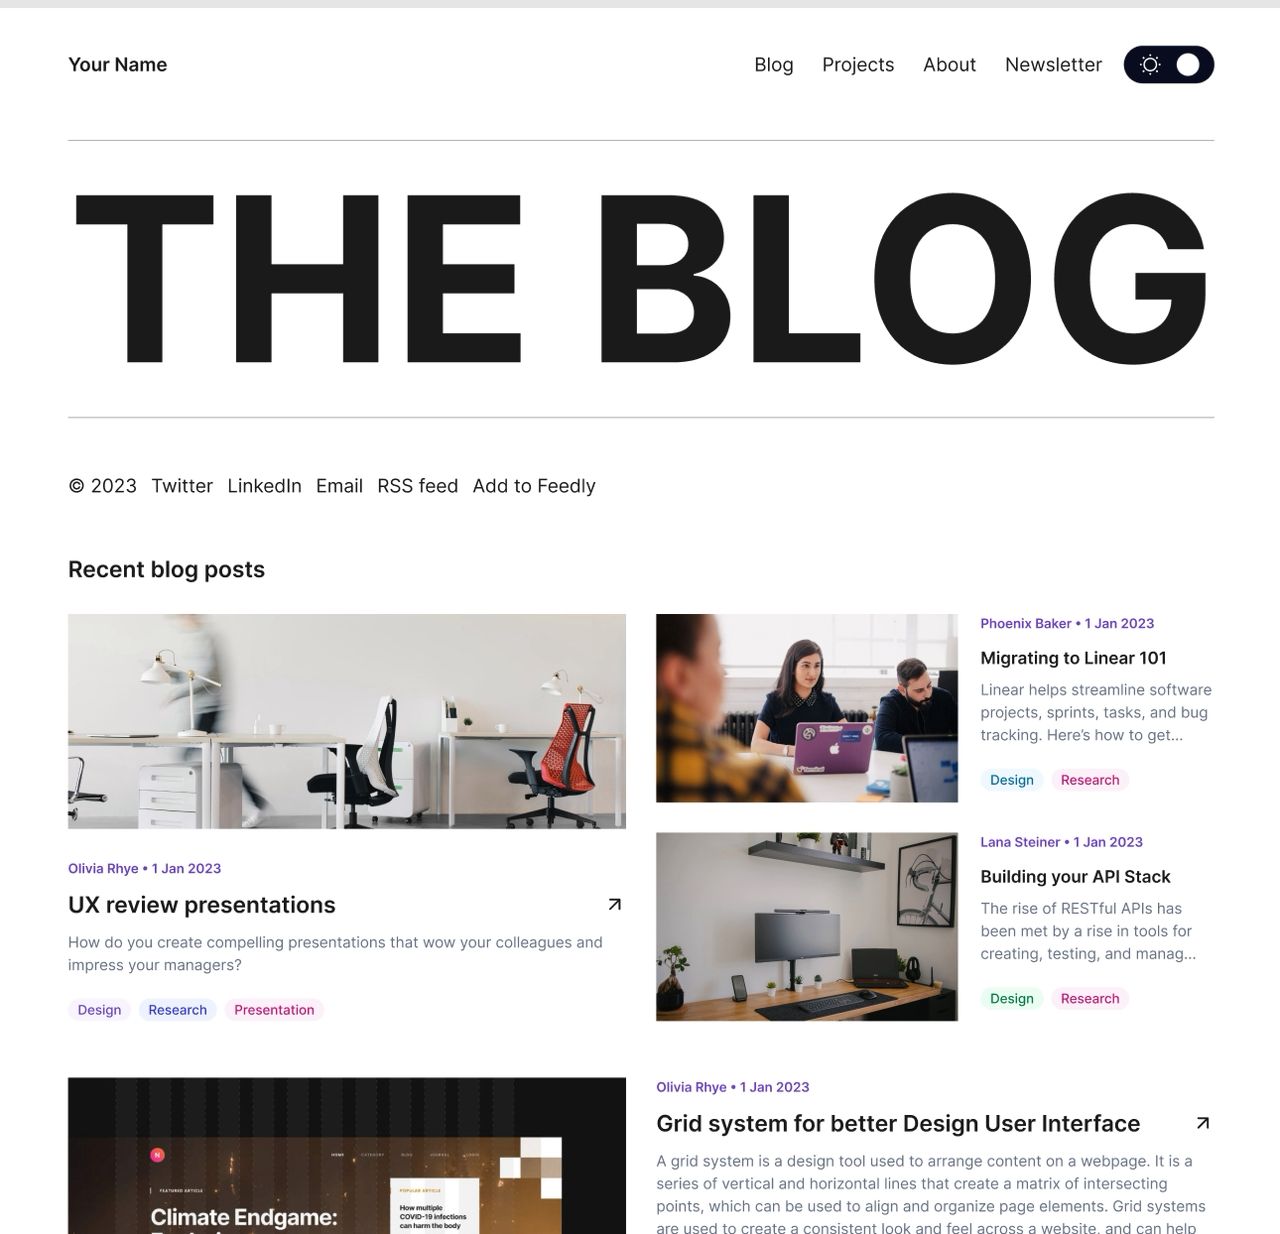 Your Name
Blog Projects About Newsletter
THE BLOG
© 2023 Twitter LinkedIn Email RSS feed Add to Feedly
Recent blog posts
Olivia Rhye • 1 Jan 2023
UX review presentations
How do you create compelling presentations that wow your colleagues and
impress your managers?
Design Research Presentation
Phoenix Baker • 1 Jan 2023
Migrating to Linear 101
Linear helps streamline software
projects, sprints, tasks, and bug
tracking. Here's how to get...
Design Research
Lana Steiner • 1 Jan 2023
Building your API Stack
The rise of RESTful APIs has
been met by a rise in tools for
creating, testing, and manag...
Design Research
N
HOME CATEGORY BLOG JOURNAL
FEATURED ARTICLE
Climate Endgame:
POPULAR ARTICLE
How multiple
COVID-19 infections
can harm the body
Olivia Rhye • 1 Jan 2023
Grid system for better Design User Interface
A grid system is a design tool used to arrange content on a webpage. It is a
series of vertical and horizontal lines that create a matrix of intersecting
points, which can be used to align and organize page elements. Grid systems
are used to create a consistent look and feel across a website, and can help